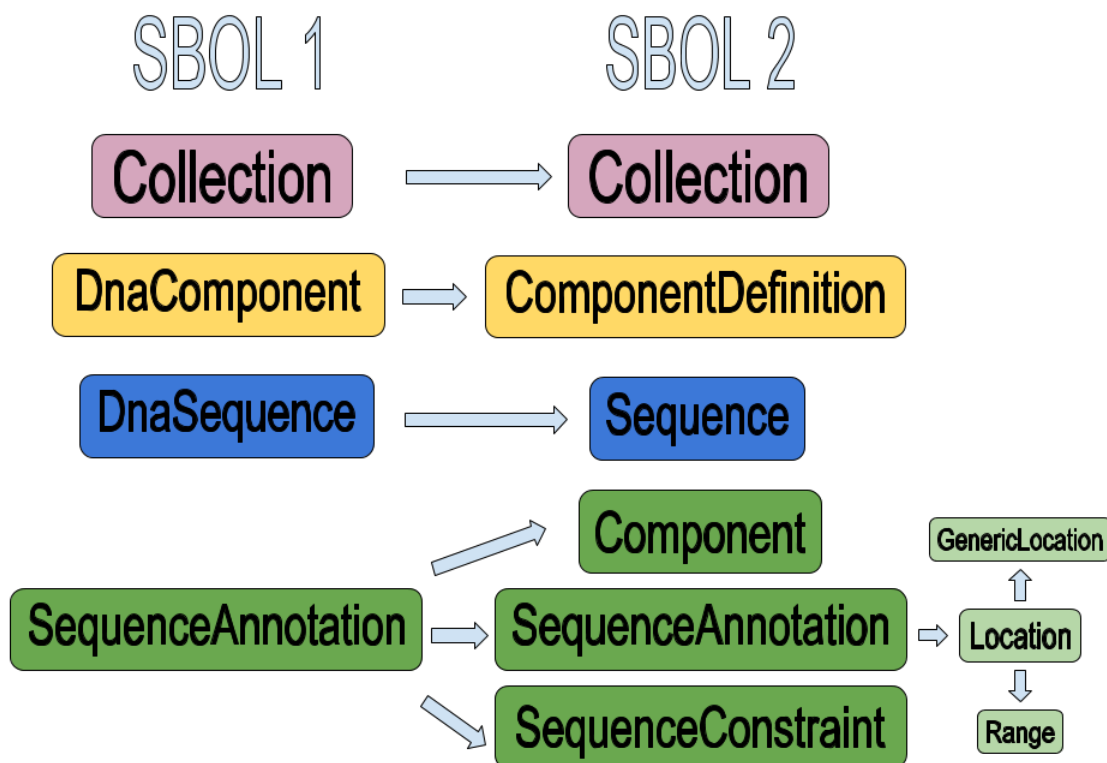 SBOL 1
SBOL 2
Collection
Collection
DnaComponent
ComponentDefinition
DnaSequence
Sequence
Component
GenericLocation
SequenceAnnotation
SequenceAnnotation
Location
SequenceConstraint
Range